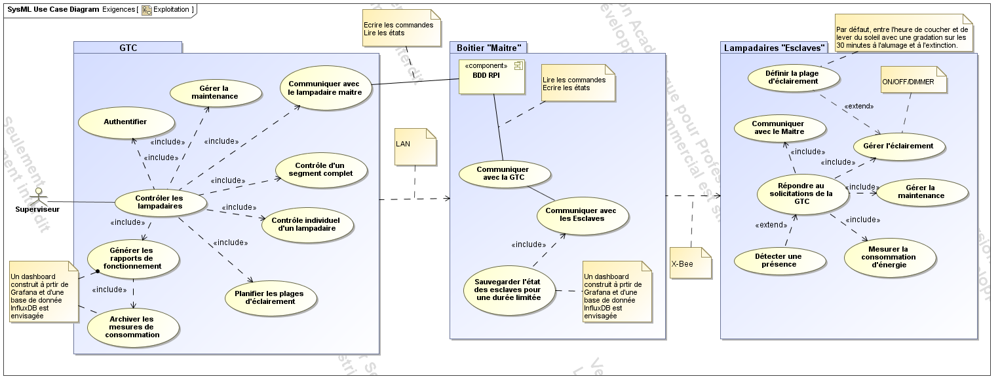 SysML Use Case Diagram Exigences [ Exploitation ]
Ecrire les commandes
Lire les états
Par défaut, entre l'heure de coucher et de
lever du soleil avec une gradation sur les
30 minutes à l'alumage et à l'extinction.
GTC
Gérer la
maintenance
Communiquer avec
le lampadaire maitre
Authentifier
«include»
«include»
«include»
Contrôle d'un
segment complet
«include»
Contrôler les
lampadaires
Superviseur
«include»
Contrôle individuel
d'un lampadaire
«include»
«include»
Générer les
rapports de
fonctionnement
Un dashboard
construit à prtir de
Grafana et d'une
base de donnée
InfluxDB est
envisagée
«include»
Planifier les plages
d'éclairement
Archiver les
mesures de
consommation
LAN
Boitier "Maitre"
«component»
BDD RPI
Lire les commandes
Ecrire les états
Communiquer
avec la GTC
Communiquer avec
les Esclaves
«include»
Sauvegarder l'état
des esclaves pour
une durée limitée
Un dashboard
construit à prtir de
Grafana et d'une
base de donnée
InfluxDB est
envisagée
X-Bee
Lampadaires "Esclaves"
Définir la plage
d'éclairement
ON/OFF/DIMMER
«extend»
Communiquer
avec le Maitre
Gérer l'éclairement
«include»
«include»
Répondre au
solicitations de la
GTC
«include»
Gérer la
maintenance
«extend»
«include»
Détecter une
présence
Mesurer la
consommation
d'énergie